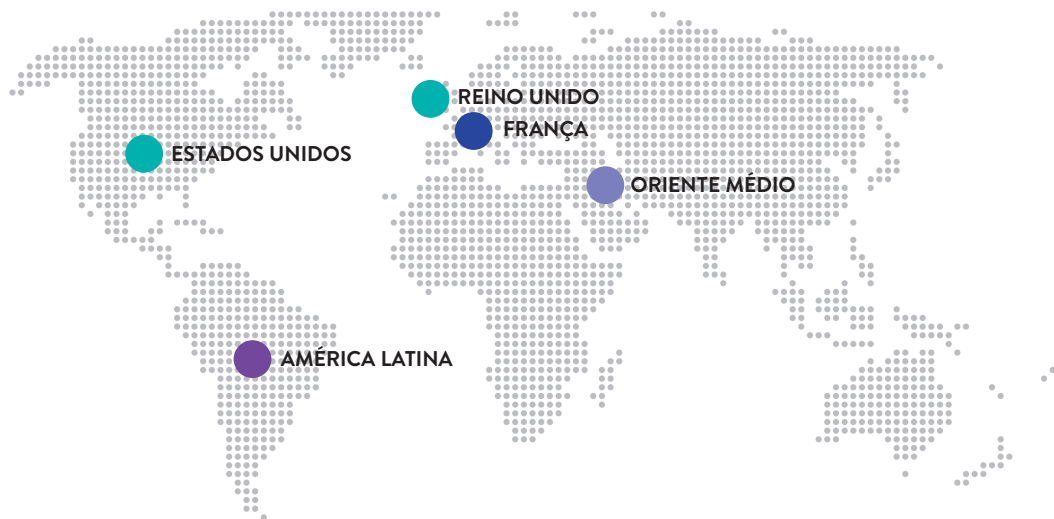 REINO UNIDO
FRANÇA
ESTADOS UNIDOS
ORIENTE MÉDIO
AMÉRICA LATINA